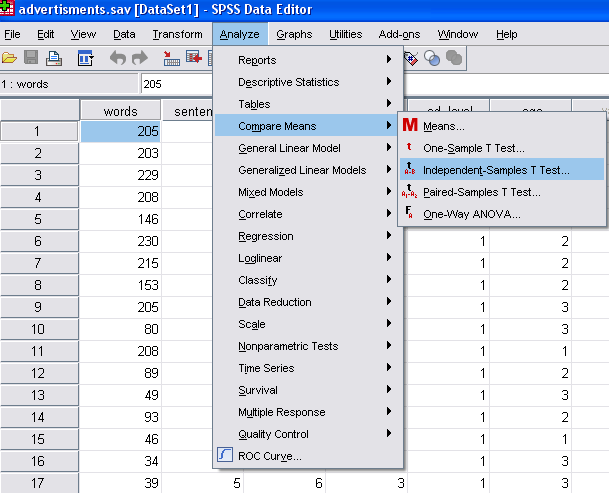 advertisments.sav [DataSet1] - SPSS Data Editor
File Edit View Data Transform Analyze Graphs Utilities Add-ons Window Help
1 : words 205
words
1 205
2 203
3 229
4 208
5 146
6 230 1 2
7 215 1 2
8 153 1 2
9 205 1 3
10 80 1 3
11 208 1 1
12 89 1 2
13 49 1 3
14 93 1 2
15 46 1 1
16 34 1 3
17 39 5 6 3 1 3
Reports
Descriptive Statistics
Tables
Compare Means
General Linear Model
Generalized Linear Models
Mixed Models
Correlate
Regression
Loglinear
Classify
Data Reduction
Scale
Nonparametric Tests
Time Series
Survival
Multiple Response
Quality Control
ROC Curve...
M Means...
t One-Sample T Test...
t A-B Independent-Samples T Test...
t A1-A2 Paired-Samples T Test...
F A One-Way ANOVA...